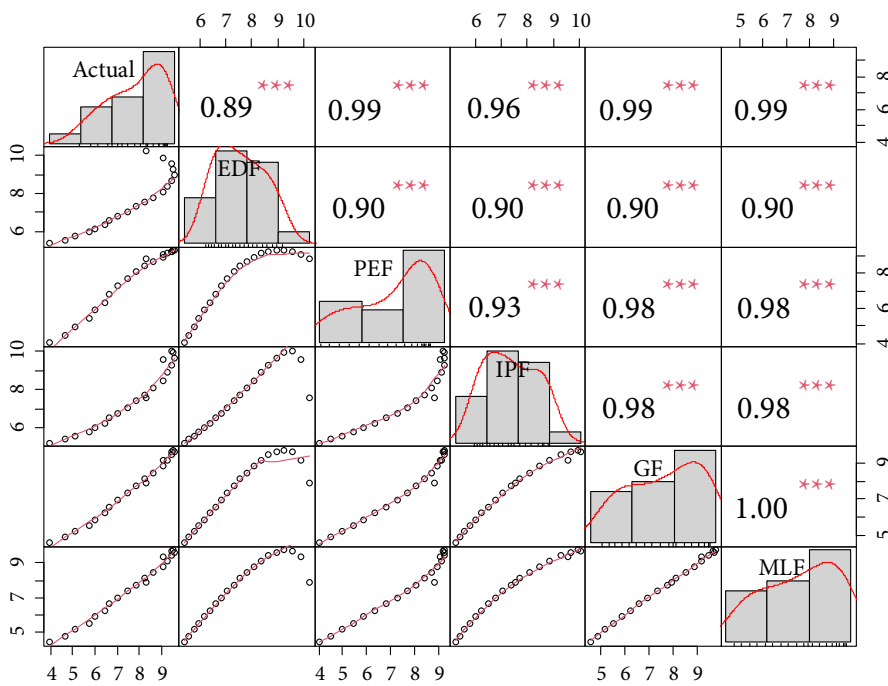 6 7 8 9 10 6 7 8 9 10 5 6 7 8 9
Actual 0.89 *** 0.99 *** 0.96 *** 0.99 *** 0.99 *** 4 6 8
6 8 10 EDF 0.90 *** 0.90 *** 0.90 *** 0.90 ***
PEF 0.93 *** 0.98 *** 0.98 *** 4 6 8
6 8 10 IPF 0.98 *** 0.98 ***
GF 1.00 *** 5 7 9
5 7 9 MLF
4 5 6 7 8 9 4 5 6 7 8 9 5 6 7 8 9